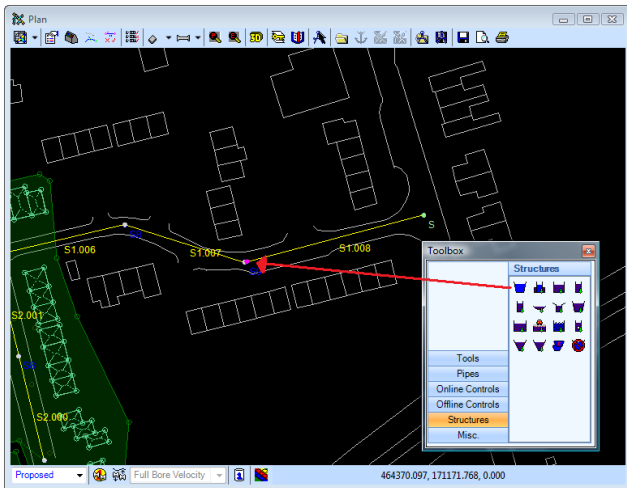 Plan
3D
S
S1.006
S1.007
S1.008
Toolbox
Structures
S2.001
S2.000
Tools
Pipes
Online Controls
Offline Controls
Structures
Misc.
Proposed
Full Bore Velocity
464370.097, 171171.768, 0.000